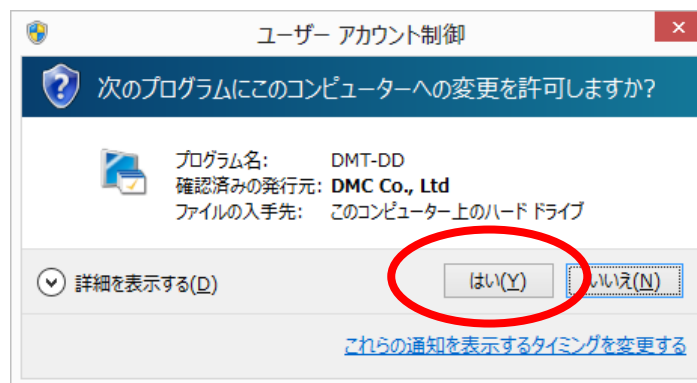 ユーザー アカウント制御
次のプログラムにこのコンピューターへの変更を許可しますか?
プログラム名: DMT-DD
確認済みの発行元: DMC Co., Ltd
ファイルの入手先: このコンピューター上のハード ドライブ
詳細を表示する(D) はい(Y) いいえ(N)
これらの通知を表示するタイミングを変更する